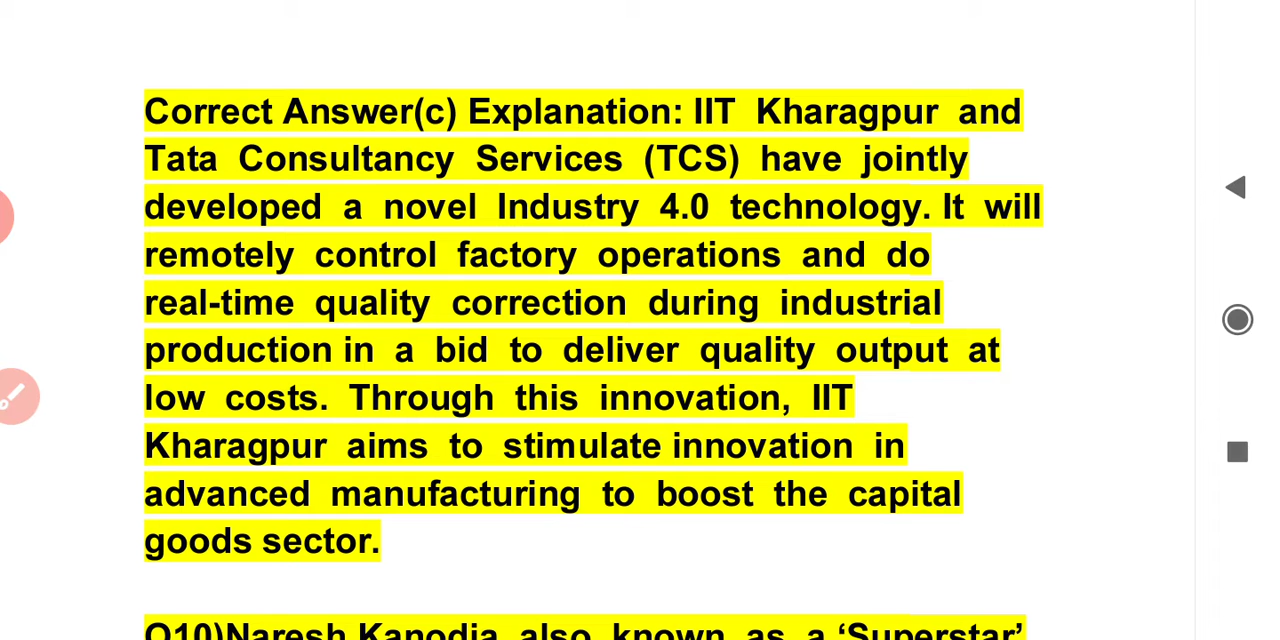 Correct Answer(c) Explanation: IIT Kharagpur and
Tata Consultancy Services (TCS) have jointly
developed a novel Industry 4.0 technology. It will
remotely control factory operations and do
real-time quality correction during industrial
production in a bid to deliver quality output at
low costs. Through this innovation, IIT
Kharagpur aims to stimulate innovation in
advanced manufacturing to boost the capital
goods sector.
Q10)Naresh Kanodia also known as a ‘Superstar’